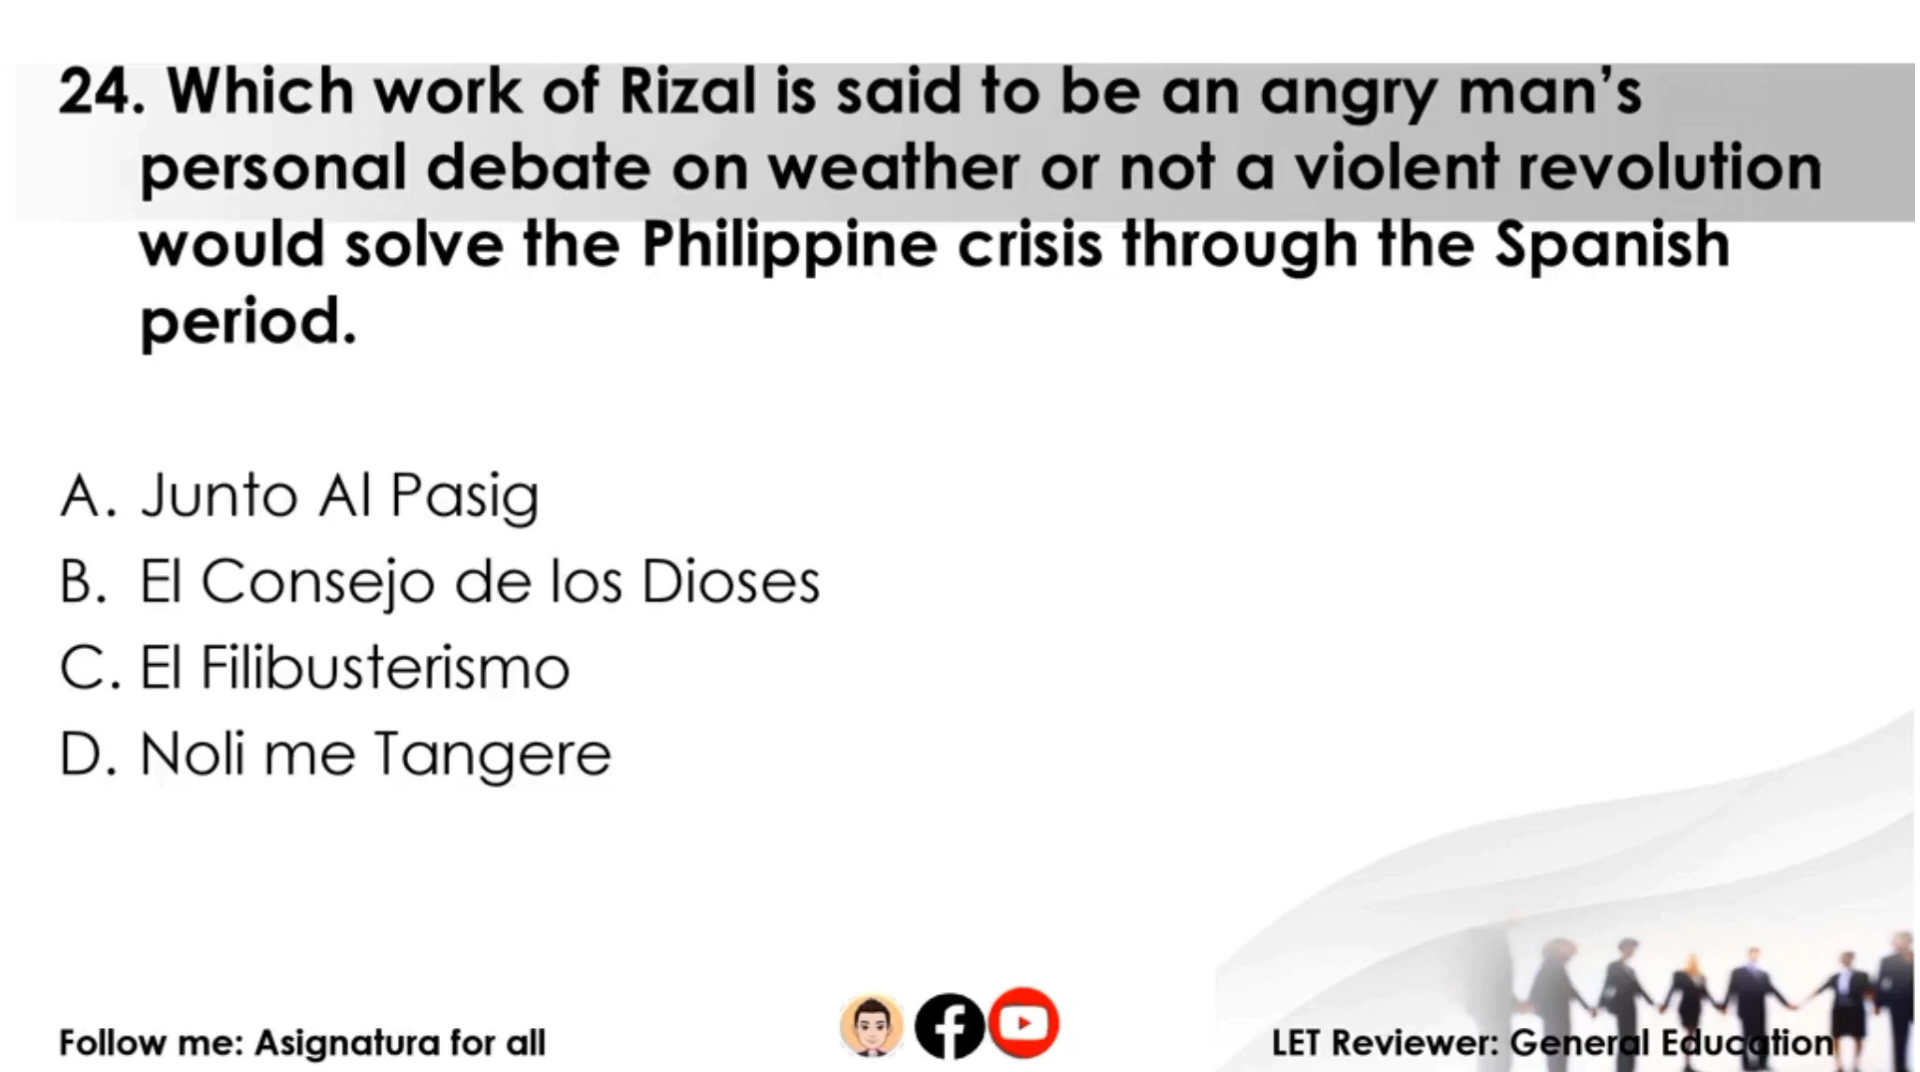 24. Which work of Rizal is said to be an angry man’s
personal debate on weather or not a violent revolution
would solve the Philippine crisis through the Spanish
period.
A. Junto Al Pasig
B. El Consejo de los Dioses
C. El Filibusterismo
D. Noli me Tangere
Follow me: Asignatura for all
LET Reviewer: General Education